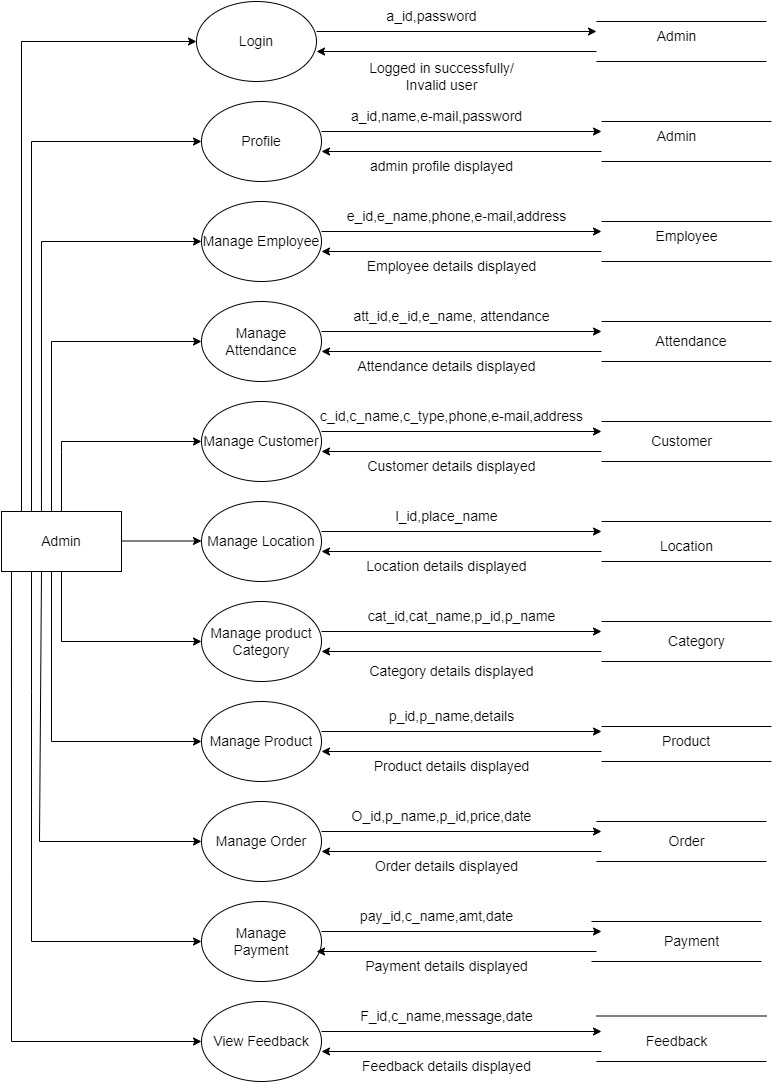 a_id,password
Login
Admin
Logged in successfully/
Invalid user
a_id,name,e-mail,password
Profile
Admin
admin profile displayed
e_id,e_name,phone,e-mail,address
Manage Employee
Employee
Employee details displayed
att_id,e_id,e_name, attendance
Manage
Attendance
Attendance
Attendance details displayed
c_id,c_name,c_type,phone,e-mail,address
Manage Customer
Customer
Customer details displayed
l_id,place_name
Admin
Manage Location
Location
Location details displayed
cat_id,cat_name,p_id,p_name
Manage product
Category
Category
Category details displayed
p_id,p_name,details
Manage Product
Product
Product details displayed
O_id,p_name,p_id,price,date
Manage Order
Order
Order details displayed
pay_id,c_name,amt,date
Manage
Payment
Payment
Payment details displayed
F_id,c_name,message,date
View Feedback
Feedback
Feedback details displayed